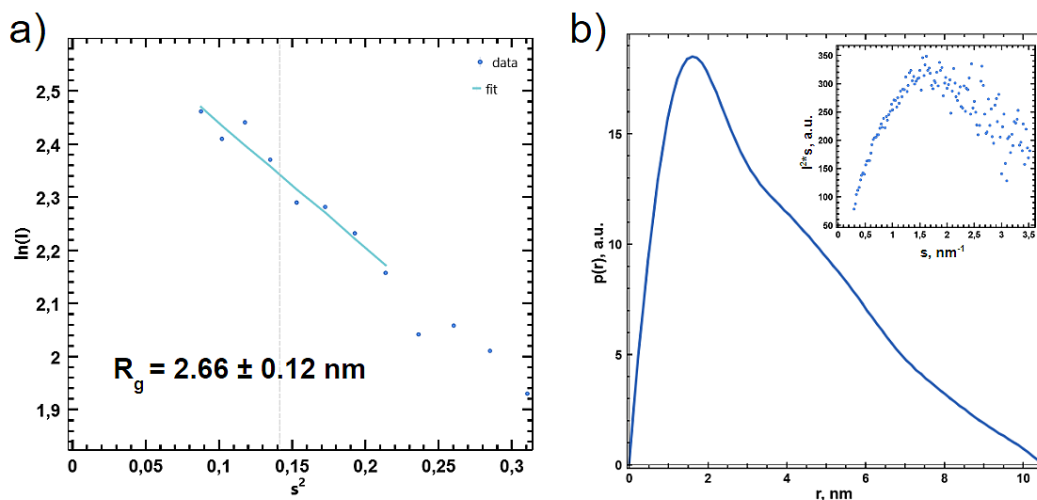 a)
data
fit
2,5
2,4
2,3
2,2
2,1
2
1,9
ln(I)
R_g = 2.66 ± 0.12 nm
0 0,05 0,1 0,15 0,2 0,25 0,3
s²
b)
15
10
5
0
p(r), a.u.
0 2 4 6 8 10
r, nm
350
300
250
200
150
100
50
I²*s, a.u.
0 0,5 1 1,5 2 2,5 3 3,5
s, nm⁻¹